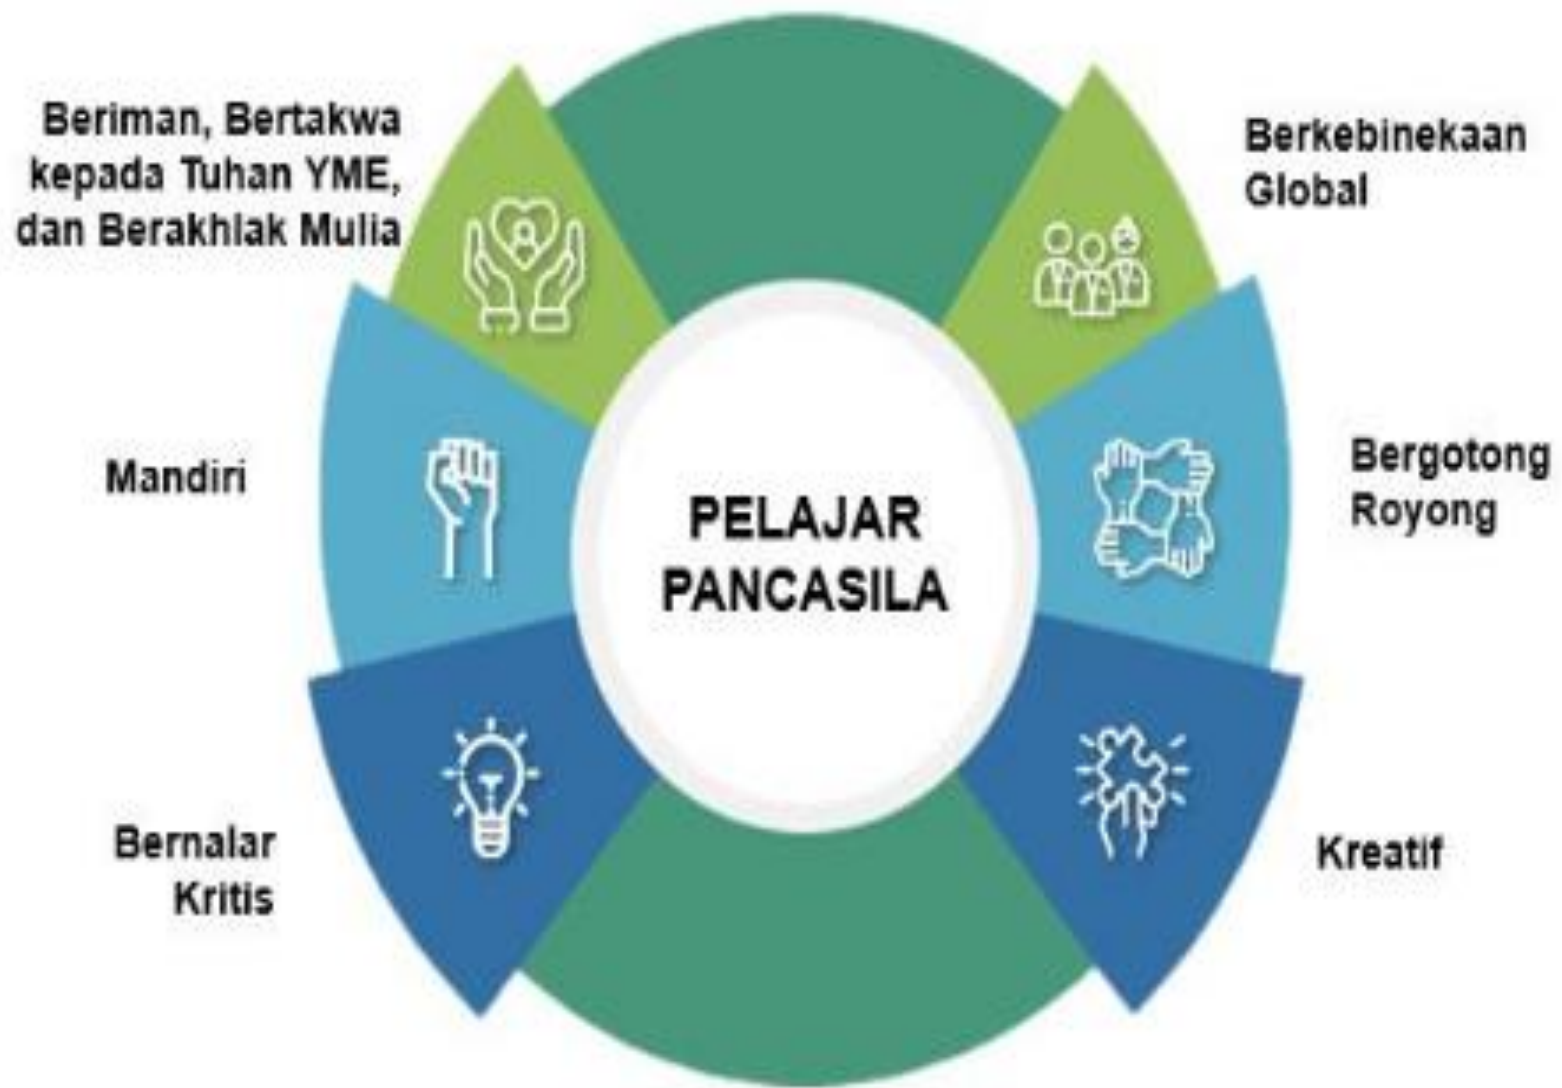 Beriman, Bertakwa
kepada Tuhan YME,
dan Berakhlak Mulia
Berkebinekaan
Global
Mandiri
Bergotong
Royong
PELAJAR
PANCASILA
Bernalar
Kritis
Kreatif